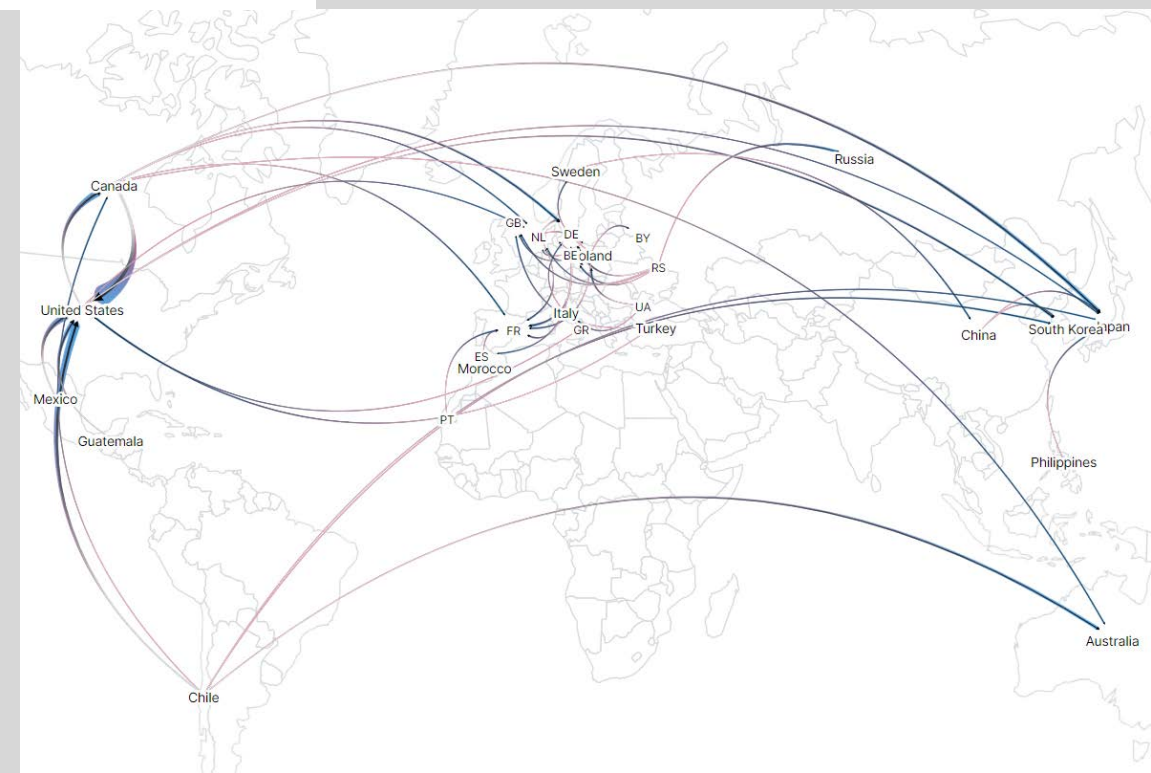 Russia
Sweden
Canada
GB
NL
DE
BY
BE
oland
RS
United States
UA
Italy
FR
GR
Turkey
China
South Korea
pan
ES
Morocco
Mexico
PT
Guatemala
Philippines
Australia
Chile